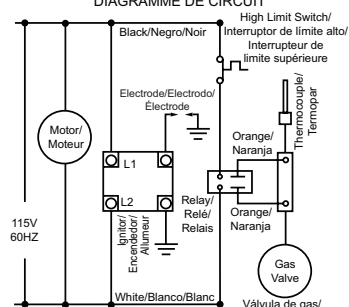 DIAGRAMME DE CIRCUIT
High Limit Switch/
Interruptor de límite alto/
Interrupteur de
limite supérieure
Black/Negro/Noir
Electrode/Electrodo/
Électrode
Thermocouple/
Termopar
Motor/
Moteur
Orange/
Naranja
L1
L2
Relay/
Relé/
Relais
Orange/
Naranja
115V
60HZ
Ignitor/
Encendedor/
Allumeur
Gas
Valve
White/Blanco/Blanc
Válvula de gas/